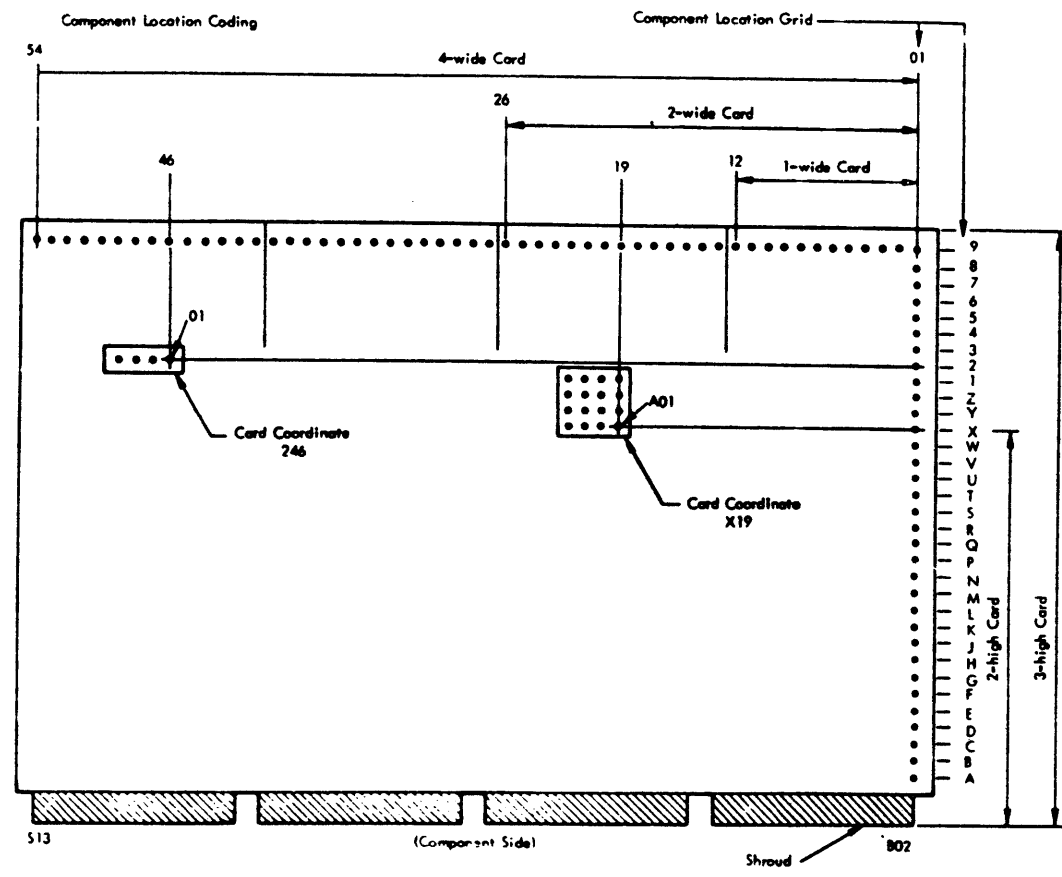 Component Location Coding
Component Location Grid
54
4-wide Card
01
26
2-wide Card
46
19
12
1-wide Card
9
8
7
6
5
4
3
2
1
Z
Y
X
W
V
U
T
S
R
Q
P
N
M
L
K
J
H
G
F
E
D
C
B
A
01
A01
Card Coordinate
246
Card Coordinate
X19
2-high Card
3-high Card
S13
(Component Side)
B02
Shroud